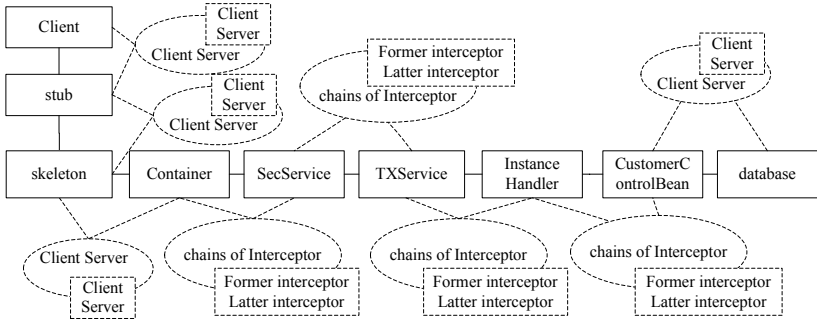 Client
Client
Server
Client Server
stub
Client
Server
Client Server
Former interceptor
Latter interceptor
chains of Interceptor
Client
Server
Client Server
skeleton
Container
SecService
TXService
Instance
Handler
CustomerC
ontrolBean
database
Client Server
Client
Server
chains of Interceptor
Former interceptor
Latter interceptor
chains of Interceptor
Former interceptor
Latter interceptor
chains of Interceptor
Former interceptor
Latter interceptor